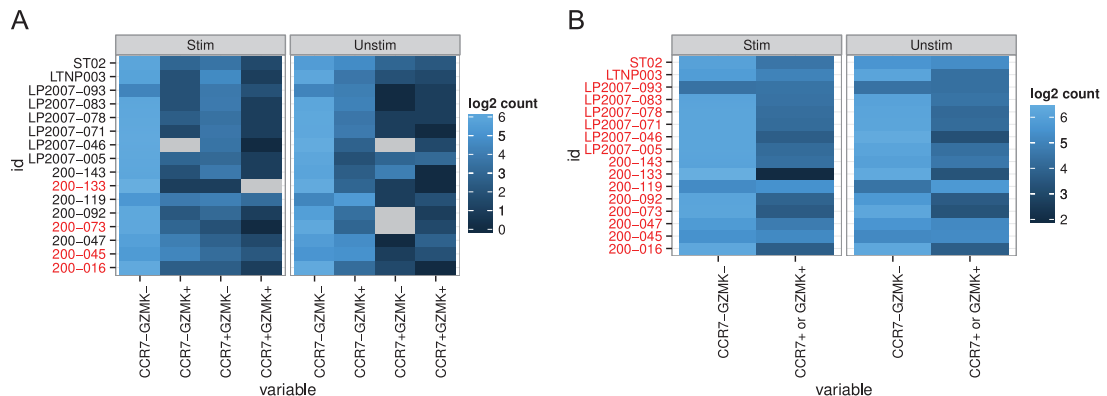 A
Stim
Unstim
ST02
LTNP003
LP2007−093
LP2007−083
LP2007−078
LP2007−071
LP2007−046
LP2007−005
200−143
200−133
200−119
200−092
200−073
200−047
200−045
200−016
id
CCR7−GZMK−
CCR7−GZMK+
CCR7+GZMK−
CCR7+GZMK+
CCR7−GZMK−
CCR7−GZMK+
CCR7+GZMK−
CCR7+GZMK+
variable
log2 count
6
5
4
3
2
1
0
B
Stim
Unstim
ST02
LTNP003
LP2007−093
LP2007−083
LP2007−078
LP2007−071
LP2007−046
LP2007−005
200−143
200−133
200−119
200−092
200−073
200−047
200−045
200−016
id
CCR7−GZMK−
CCR7+ or GZMK+
CCR7−GZMK−
CCR7+ or GZMK+
variable
log2 count
6
5
4
3
2